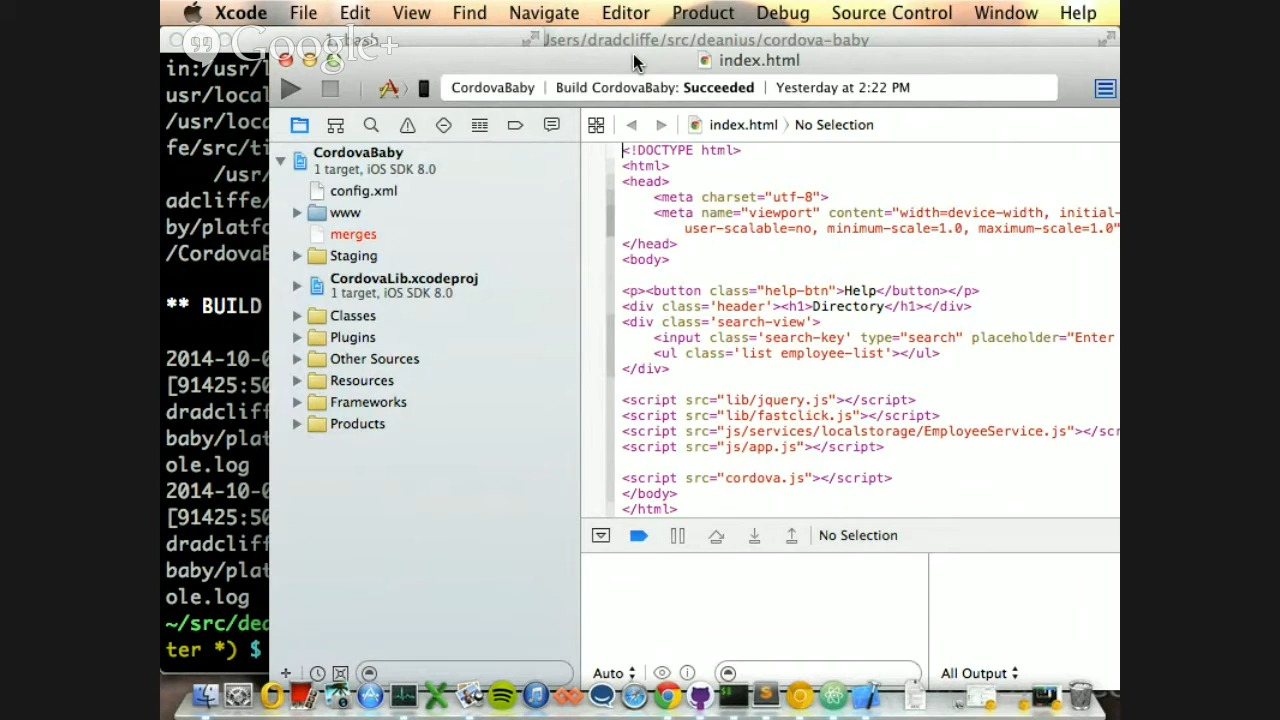 Xcode File Edit View Find Navigate Editor Product Debug Source Control Window Help
Google+
1. bash
Users/dradcliffe/src/deanius/cordova-baby
index.html
CordovaBaby | Build CordovaBaby: Succeeded | Yesterday at 2:22 PM
index.html 〉 No Selection
in:/usr/l
usr/local
/usr/loca
fe/src/ti
/usr/
adcliffe/
by/platfo
/CordovaB
** BUILD
2014-10-0
[91425:50
dradcliff
baby/plat
ole.log
2014-10-0
[91425:50
dradcliff
baby/plat
ole.log
~/src/dea
ter *) $
CordovaBaby
1 target, iOS SDK 8.0
config.xml
www
merges
Staging
CordovaLib.xcodeproj
1 target, iOS SDK 8.0
Classes
Plugins
Other Sources
Resources
Frameworks
Products
<!DOCTYPE html>
<html>
<head>
<meta charset="utf-8">
<meta name="viewport" content="width=device-width, initial-
user-scalable=no, minimum-scale=1.0, maximum-scale=1.0"
</head>
<body>
<p><button class="help-btn">Help</button></p>
<div class='header'><h1>Directory</h1></div>
<div class='search-view'>
<input class='search-key' type="search" placeholder="Enter
<ul class='list employee-list'></ul>
</div>
<script src="lib/jquery.js"></script>
<script src="lib/fastclick.js"></script>
<script src="js/services/localstorage/EmployeeService.js"></scr
<script src="js/app.js"></script>
<script src="cordova.js"></script>
</body>
</html>
No Selection
Auto
All Output